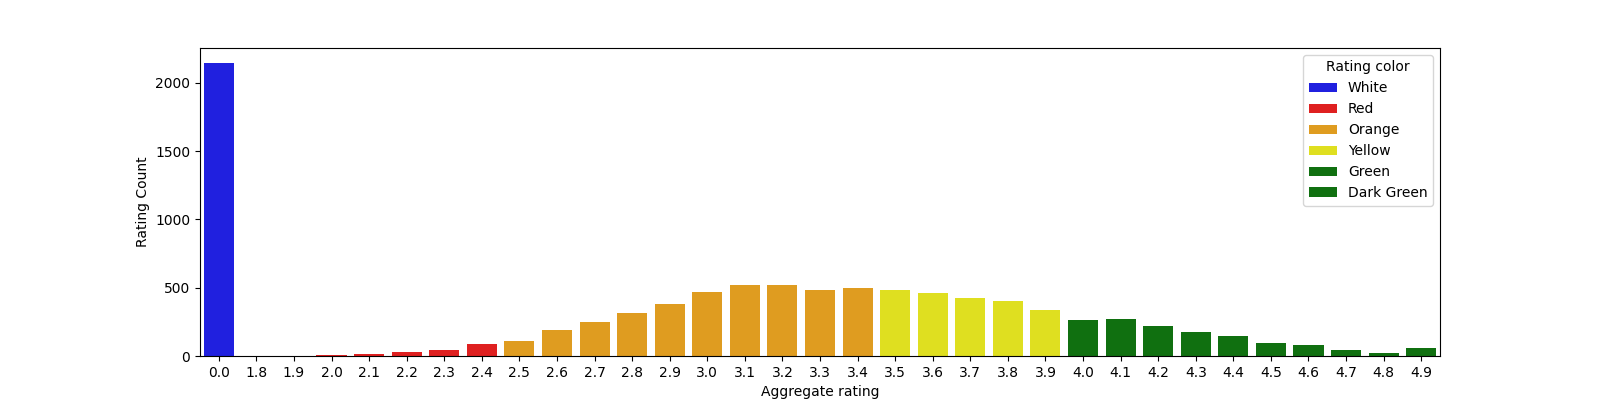 2000
1500
1000
500
0
Rating Count
Rating color
White
Red
Orange
Yellow
Green
Dark Green
0.0 1.8 1.9 2.0 2.1 2.2 2.3 2.4 2.5 2.6 2.7 2.8 2.9 3.0 3.1 3.2 3.3 3.4 3.5 3.6 3.7 3.8 3.9 4.0 4.1 4.2 4.3 4.4 4.5 4.6 4.7 4.8 4.9
Aggregate rating